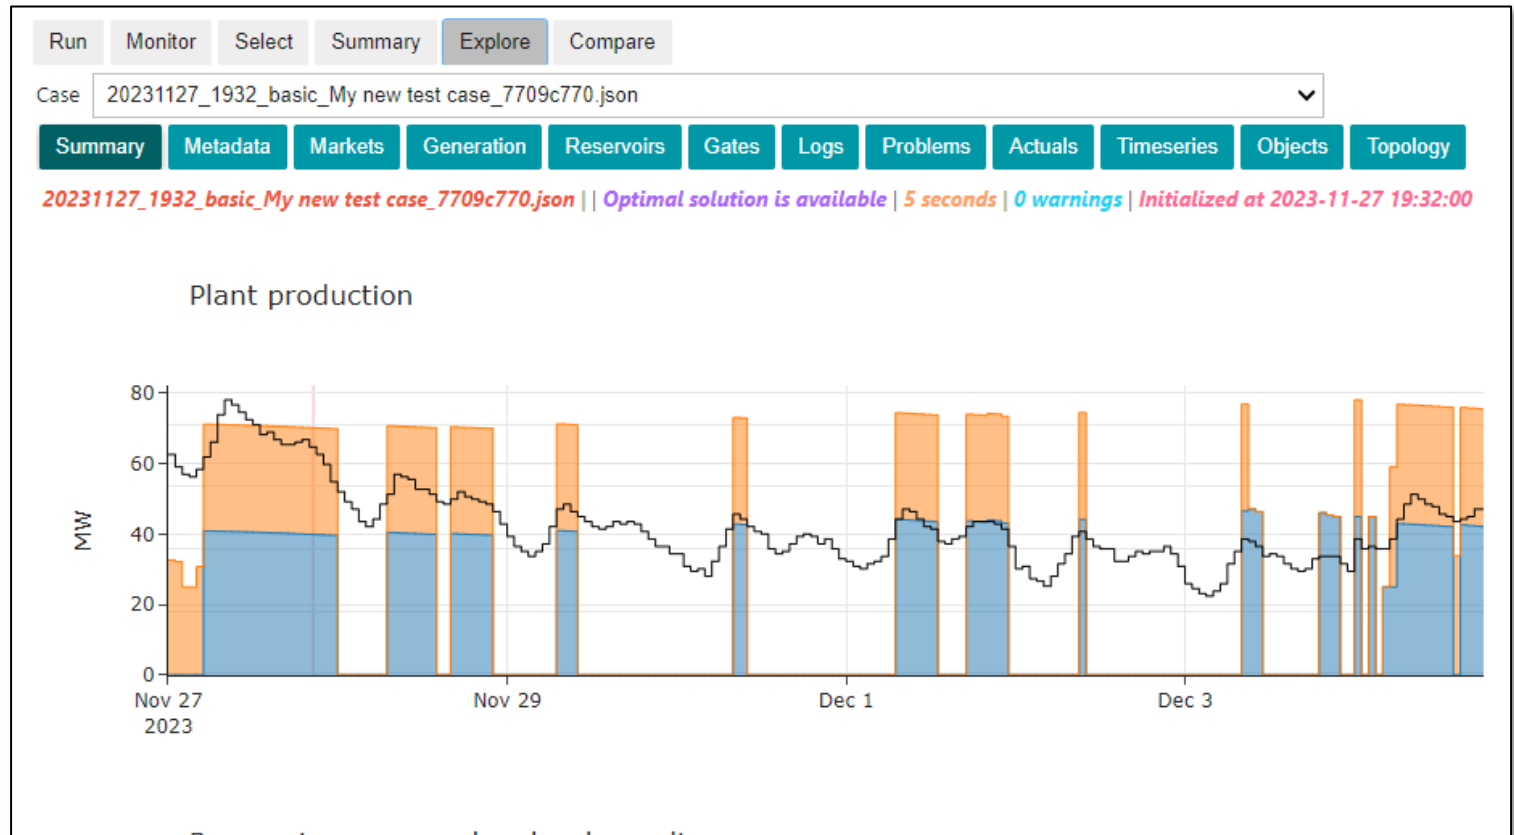 Run Monitor Select Summary Explore Compare
Case 20231127_1932_basic_My new test case_7709c770.json
Summary Metadata Markets Generation Reservoirs Gates Logs Problems Actuals Timeseries Objects Topology
20231127_1932_basic_My new test case_7709c770.json | | Optimal solution is available | 5 seconds | 0 warnings | Initialized at 2023-11-27 19:32:00
Plant production
80
60
MW
40
20
0
Nov 27 Nov 29 Dec 1 Dec 3
2023